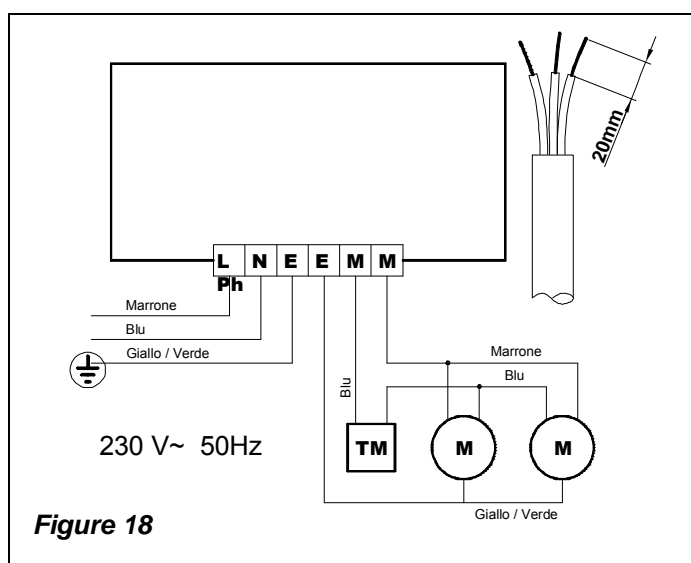 20mm
L N E E M M
Ph
Marrone
Blu
Giallo / Verde
Marrone
Blu
Blu
230 V~ 50Hz
TM M M
Giallo / Verde
Figure 18